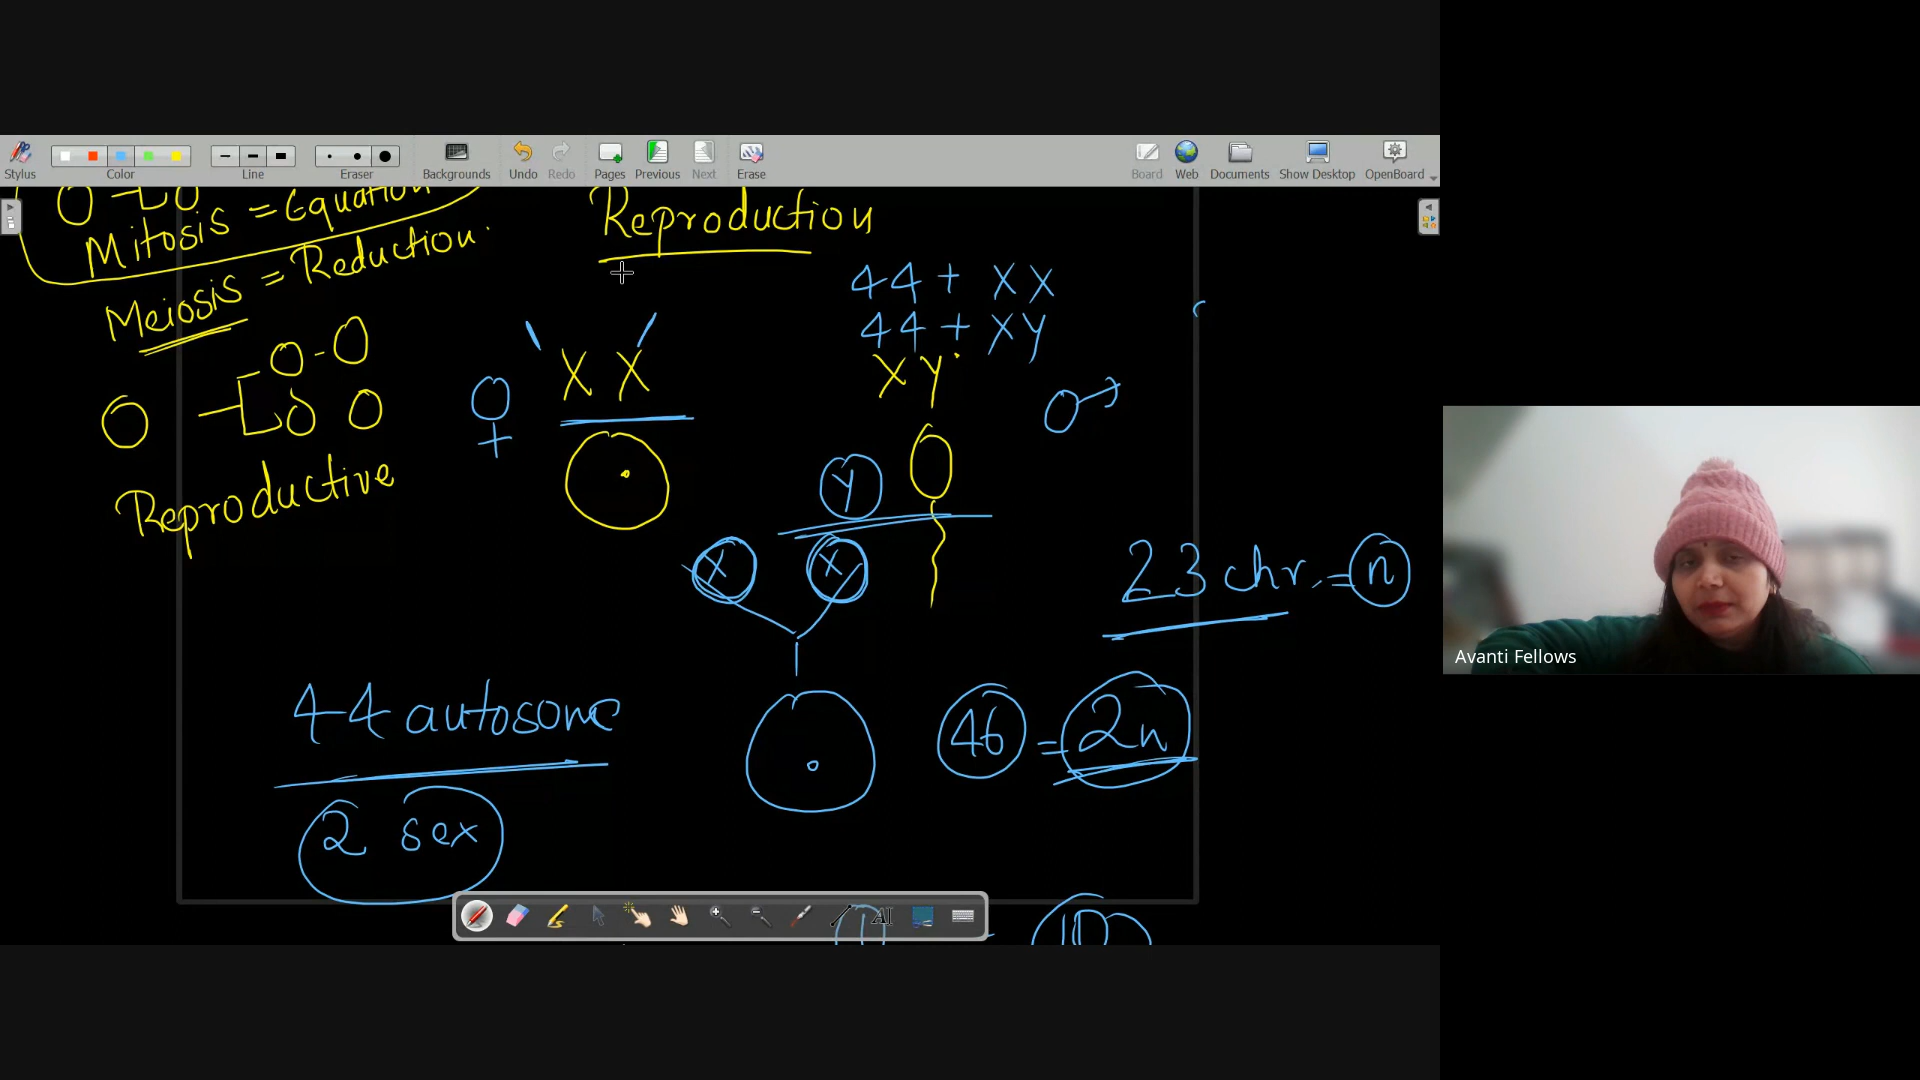 Stylus
Color
Line
Eraser
Backgrounds
Undo
Redo
Pages
Previous
Next
Erase
Board
Web
Documents
Show Desktop
OpenBoard
Mitosis = Equation
Meiosis = Reduction.
Reproductive
Reproduction
44 + XX
44 + XY
X X
XY
y
X
X
23 chr. = n
46 = 2n
44 autosome
2 sex
AI
Avanti Fellows